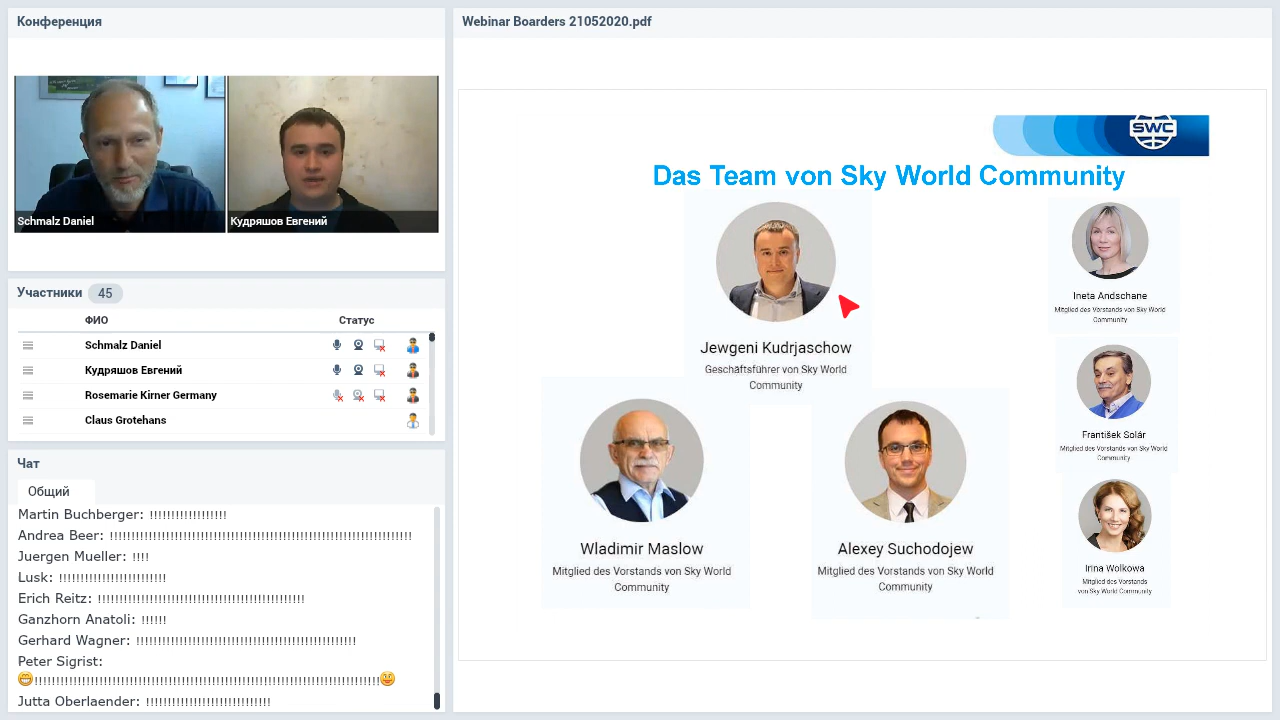 Конференция
Schmalz Daniel
Кудряшов Евгений
Участники 45
ФИО Статус
Schmalz Daniel
Кудряшов Евгений
Rosemarie Kirner Germany
Claus Grotehans
Чат
Общий
Martin Buchberger: !!!!!!!!!!!!!!!!!!
Andrea Beer: !!!!!!!!!!!!!!!!!!!!!!!!!!!!!!!!!!!!!!!!!!!!!!!!!!!!!!!!!!!!!!!!!!!!!!
Juergen Mueller: !!!!
Lusk: !!!!!!!!!!!!!!!!!!!!!!!!!
Erich Reitz: !!!!!!!!!!!!!!!!!!!!!!!!!!!!!!!!!!!!!!!!!!!!!!!!
Ganzhorn Anatoli: !!!!!!
Gerhard Wagner: !!!!!!!!!!!!!!!!!!!!!!!!!!!!!!!!!!!!!!!!!!!!!!!!!!!
Peter Sigrist:
!!!!!!!!!!!!!!!!!!!!!!!!!!!!!!!!!!!!!!!!!!!!!!!!!!!!!!!!!!!!!!!!!!!!!!!!!!!!!!!!
Jutta Oberlaender: !!!!!!!!!!!!!!!!!!!!!!!!!!!!!
Webinar Boarders 21052020.pdf
SWC
Das Team von Sky World Community
Jewgeni Kudrjaschow
Geschäftsführer von Sky World
Community
Wladimir Maslow
Mitglied des Vorstands von Sky World
Community
Alexey Suchodojew
Mitglied des Vorstands von Sky World
Community
Ineta Andschane
Mitglied des Vorstands von Sky World
Community
František Solár
Mitglied des Vorstands von Sky World
Community
Irina Wolkowa
Mitglied des Vorstands
von Sky World Community